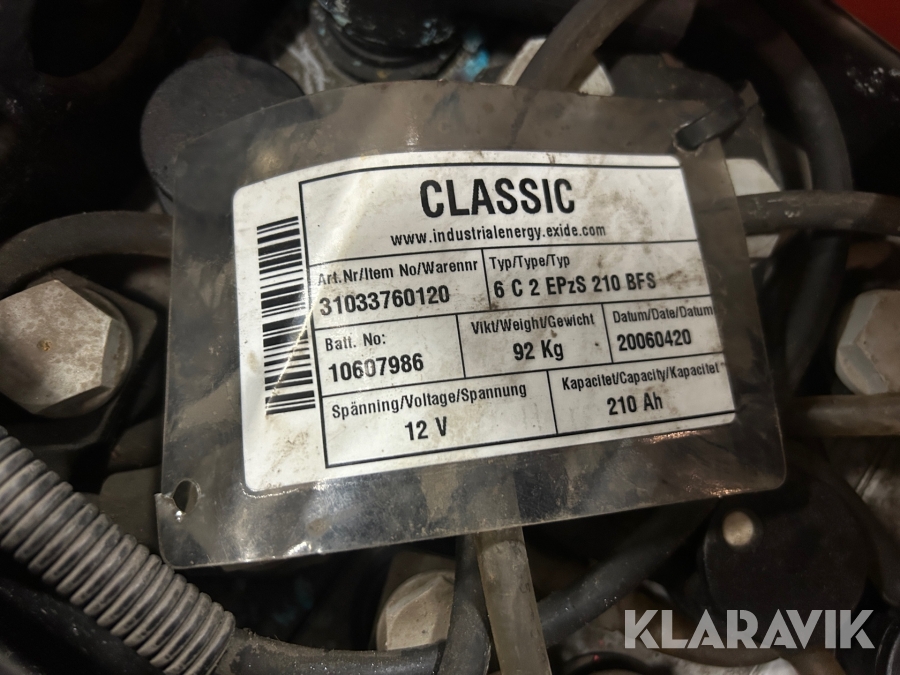 CLASSIC
www.industrialenergy.exide.com
Art.Nr/Item No/Warennr
31033760120
Typ/Type/Typ
6 C 2 EPzS 210 BFS
Batt. No:
10607986
Vikt/Weight/Gewicht
92 Kg
Datum/Date/Datum
20060420
Spänning/Voltage/Spannung
12 V
Kapacitet/Capacity/Kapacitet
210 Ah
KLARAVIK